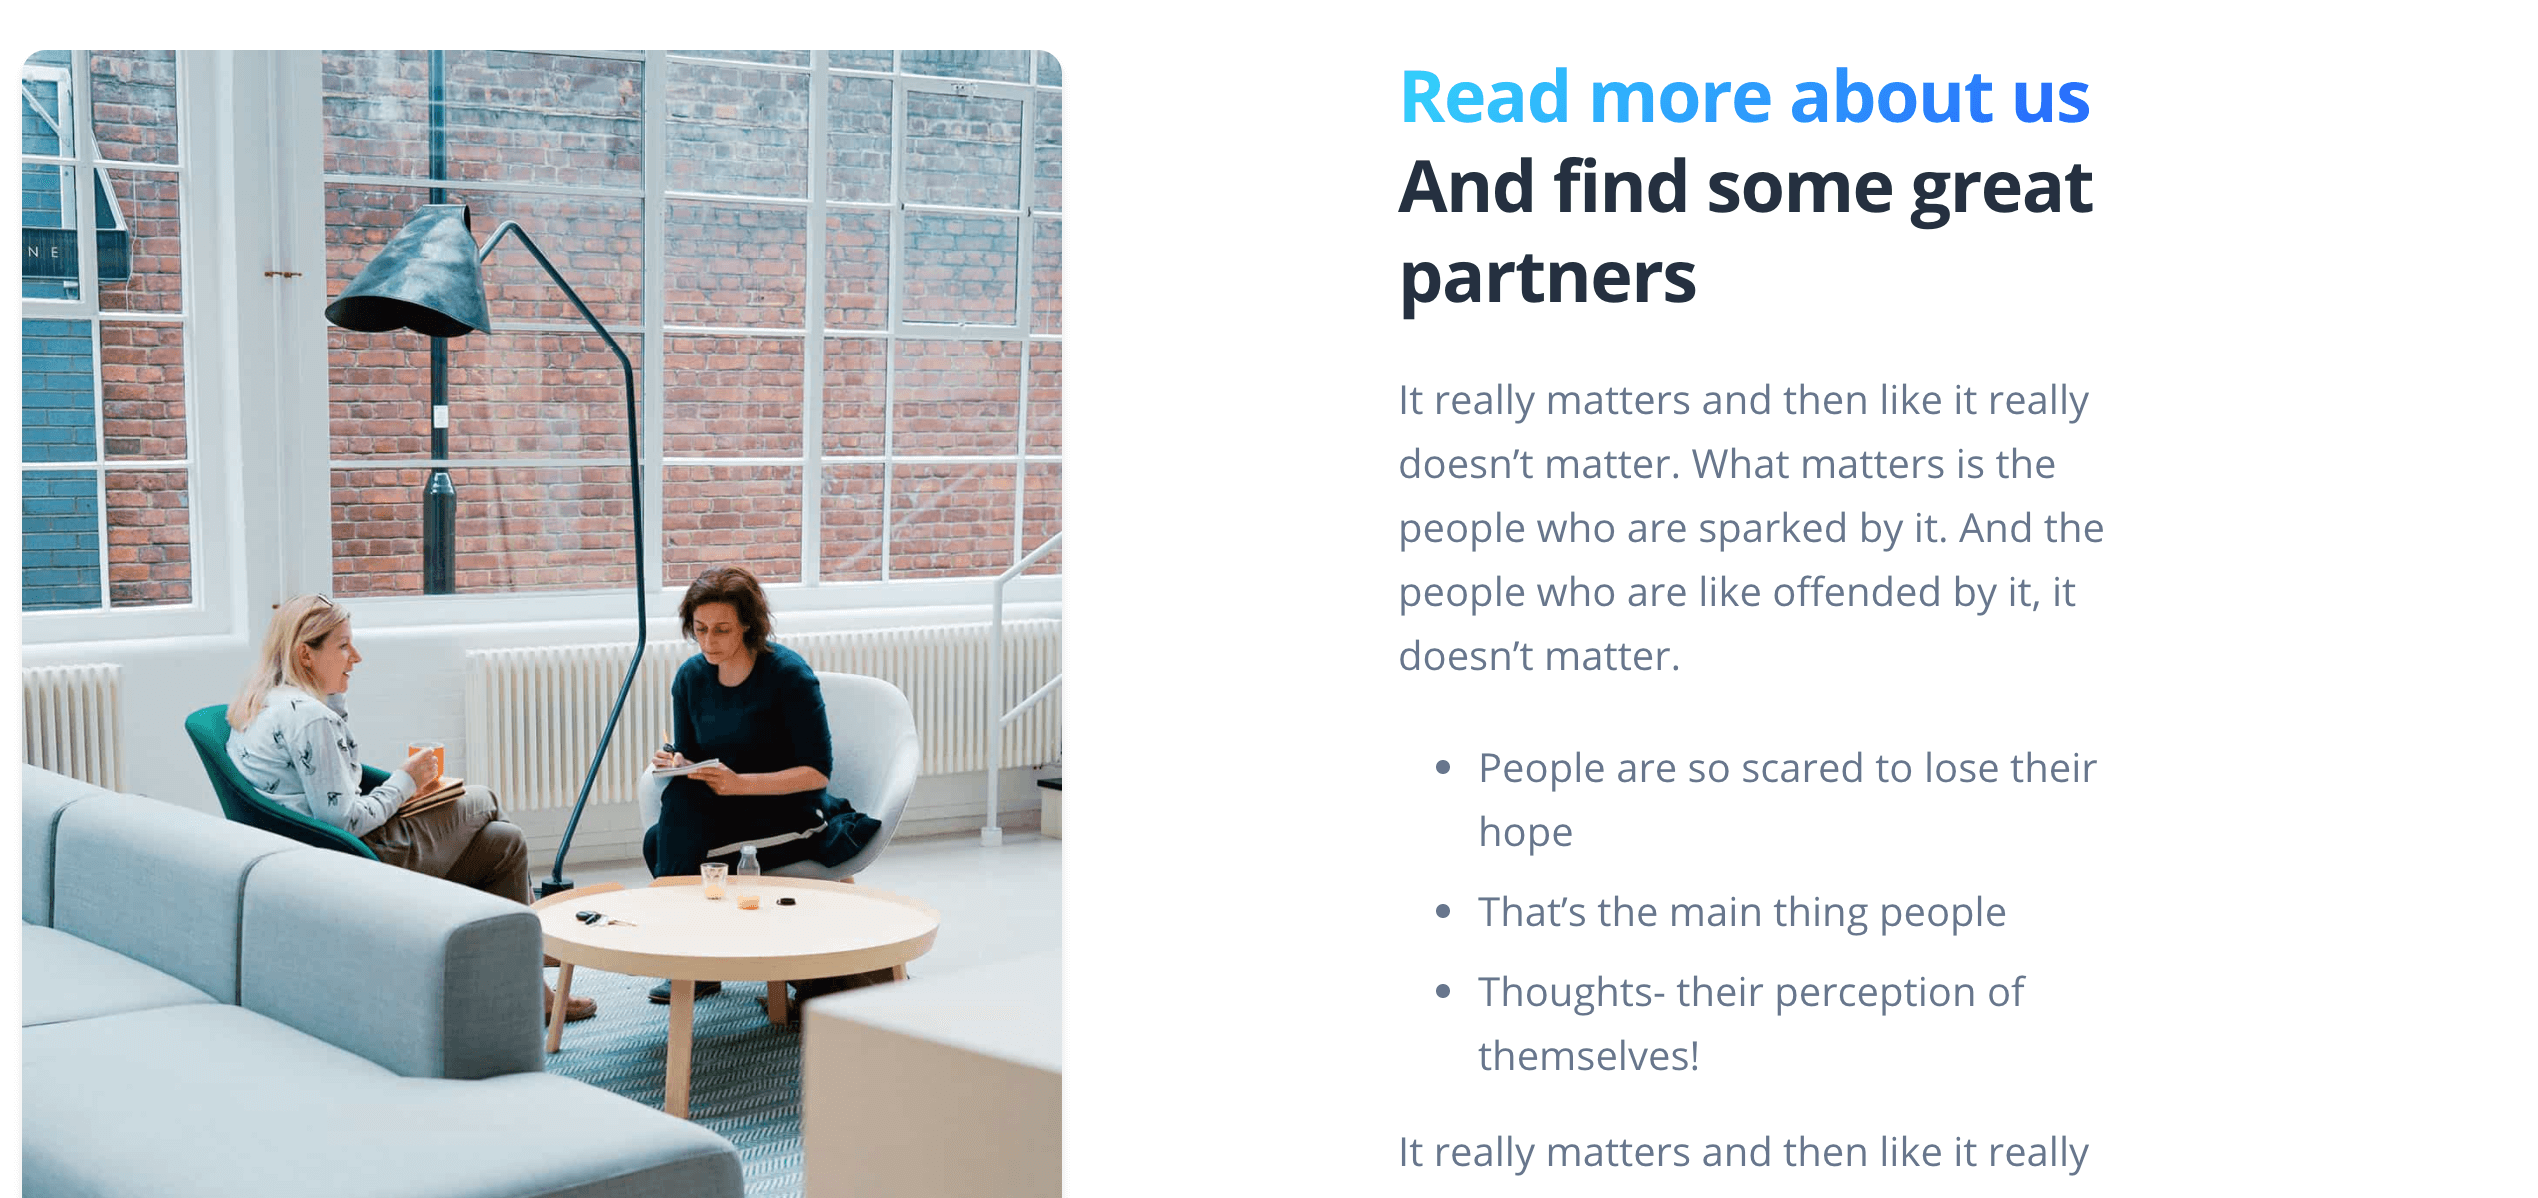 N E
Read more about us
And find some great
partners
It really matters and then like it really
doesn’t matter. What matters is the
people who are sparked by it. And the
people who are like offended by it, it
doesn’t matter.
People are so scared to lose their
hope
That’s the main thing people
Thoughts- their perception of
themselves!
It really matters and then like it really